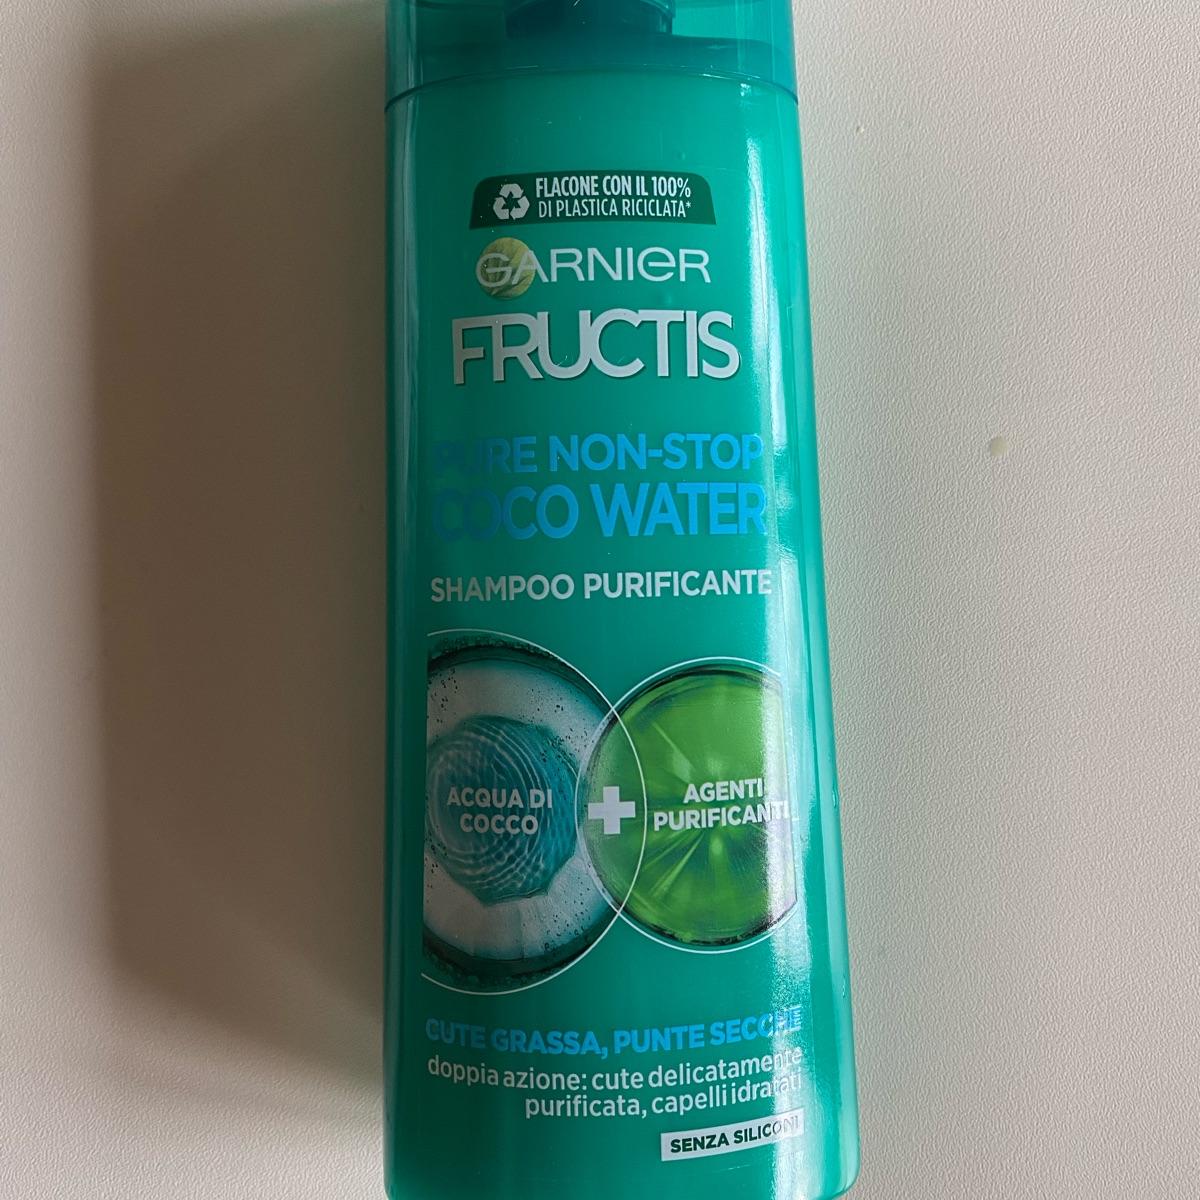 FLACONE CON IL 100%
DI PLASTICA RICICLATA*
GARNIER
FRUCTIS
PURE NON-STOP
COCO WATER
SHAMPOO PURIFICANTE
ACQUA DI
COCCO
+
AGENTI
PURIFICANTI
CUTE GRASSA, PUNTE SECCHE
doppia azione: cute delicatamente
purificata, capelli idratati
SENZA SILICONI